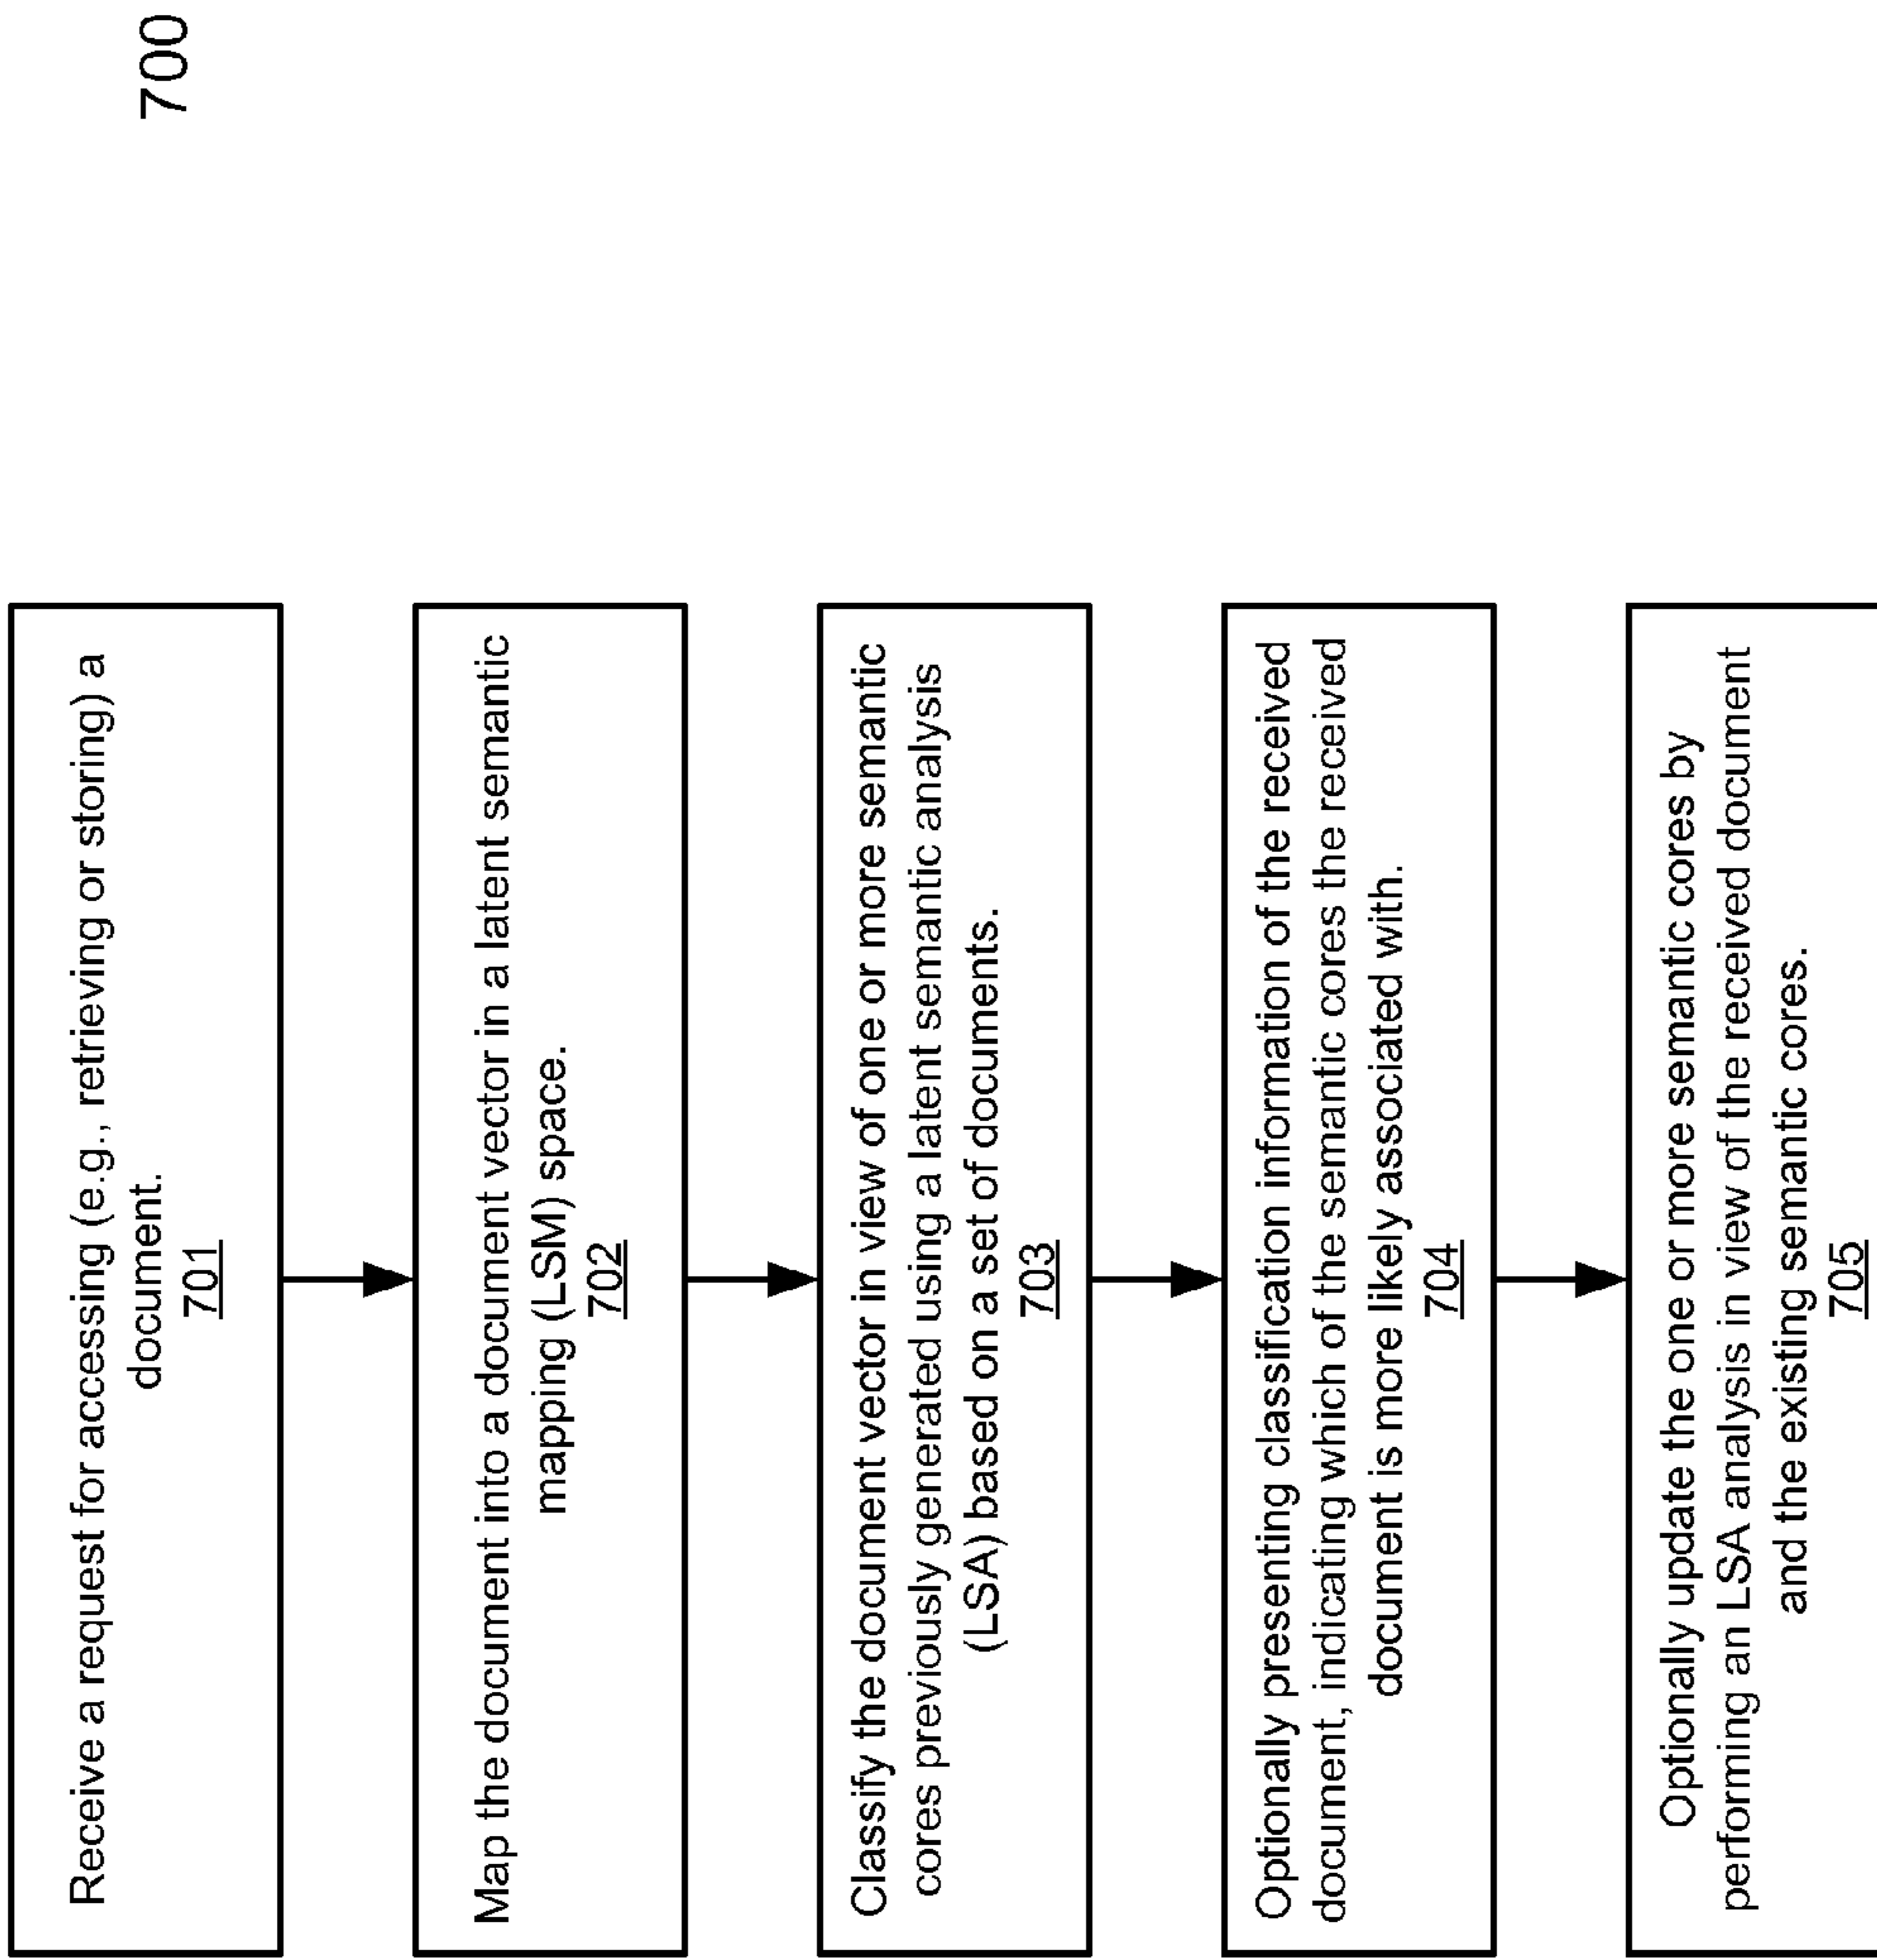 700
Receive a request for accessing (e.g., retrieving or storing) a
document.
701
Map the document into a document vector in a latent semantic
mapping (LSM) space.
702
Classify the document vector in view of one or more semantic
cores previously generated using a latent semantic analysis
(LSA) based on a set of documents.
703
Optionally presenting classification information of the received
document, indicating which of the semantic cores the received
document is more likely associated with.
704
Optionally update the one or more semantic cores by
performing an LSA analysis in view of the received document
and the existing semantic cores.
705